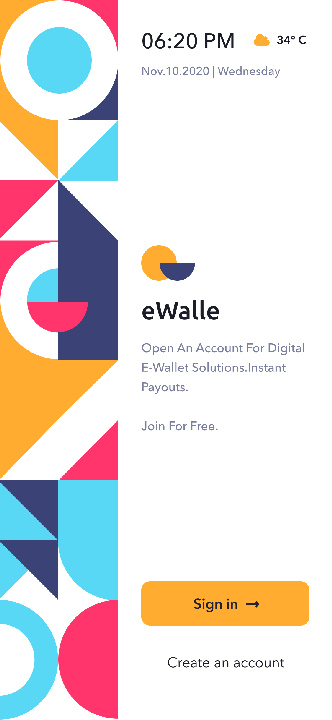 06:20 PM
34° C
Nov.10.2020 | Wednesday
eWalle
Open An Account For Digital
E-Wallet Solutions.Instant
Payouts.
Join For Free.
Sign in →
Create an account